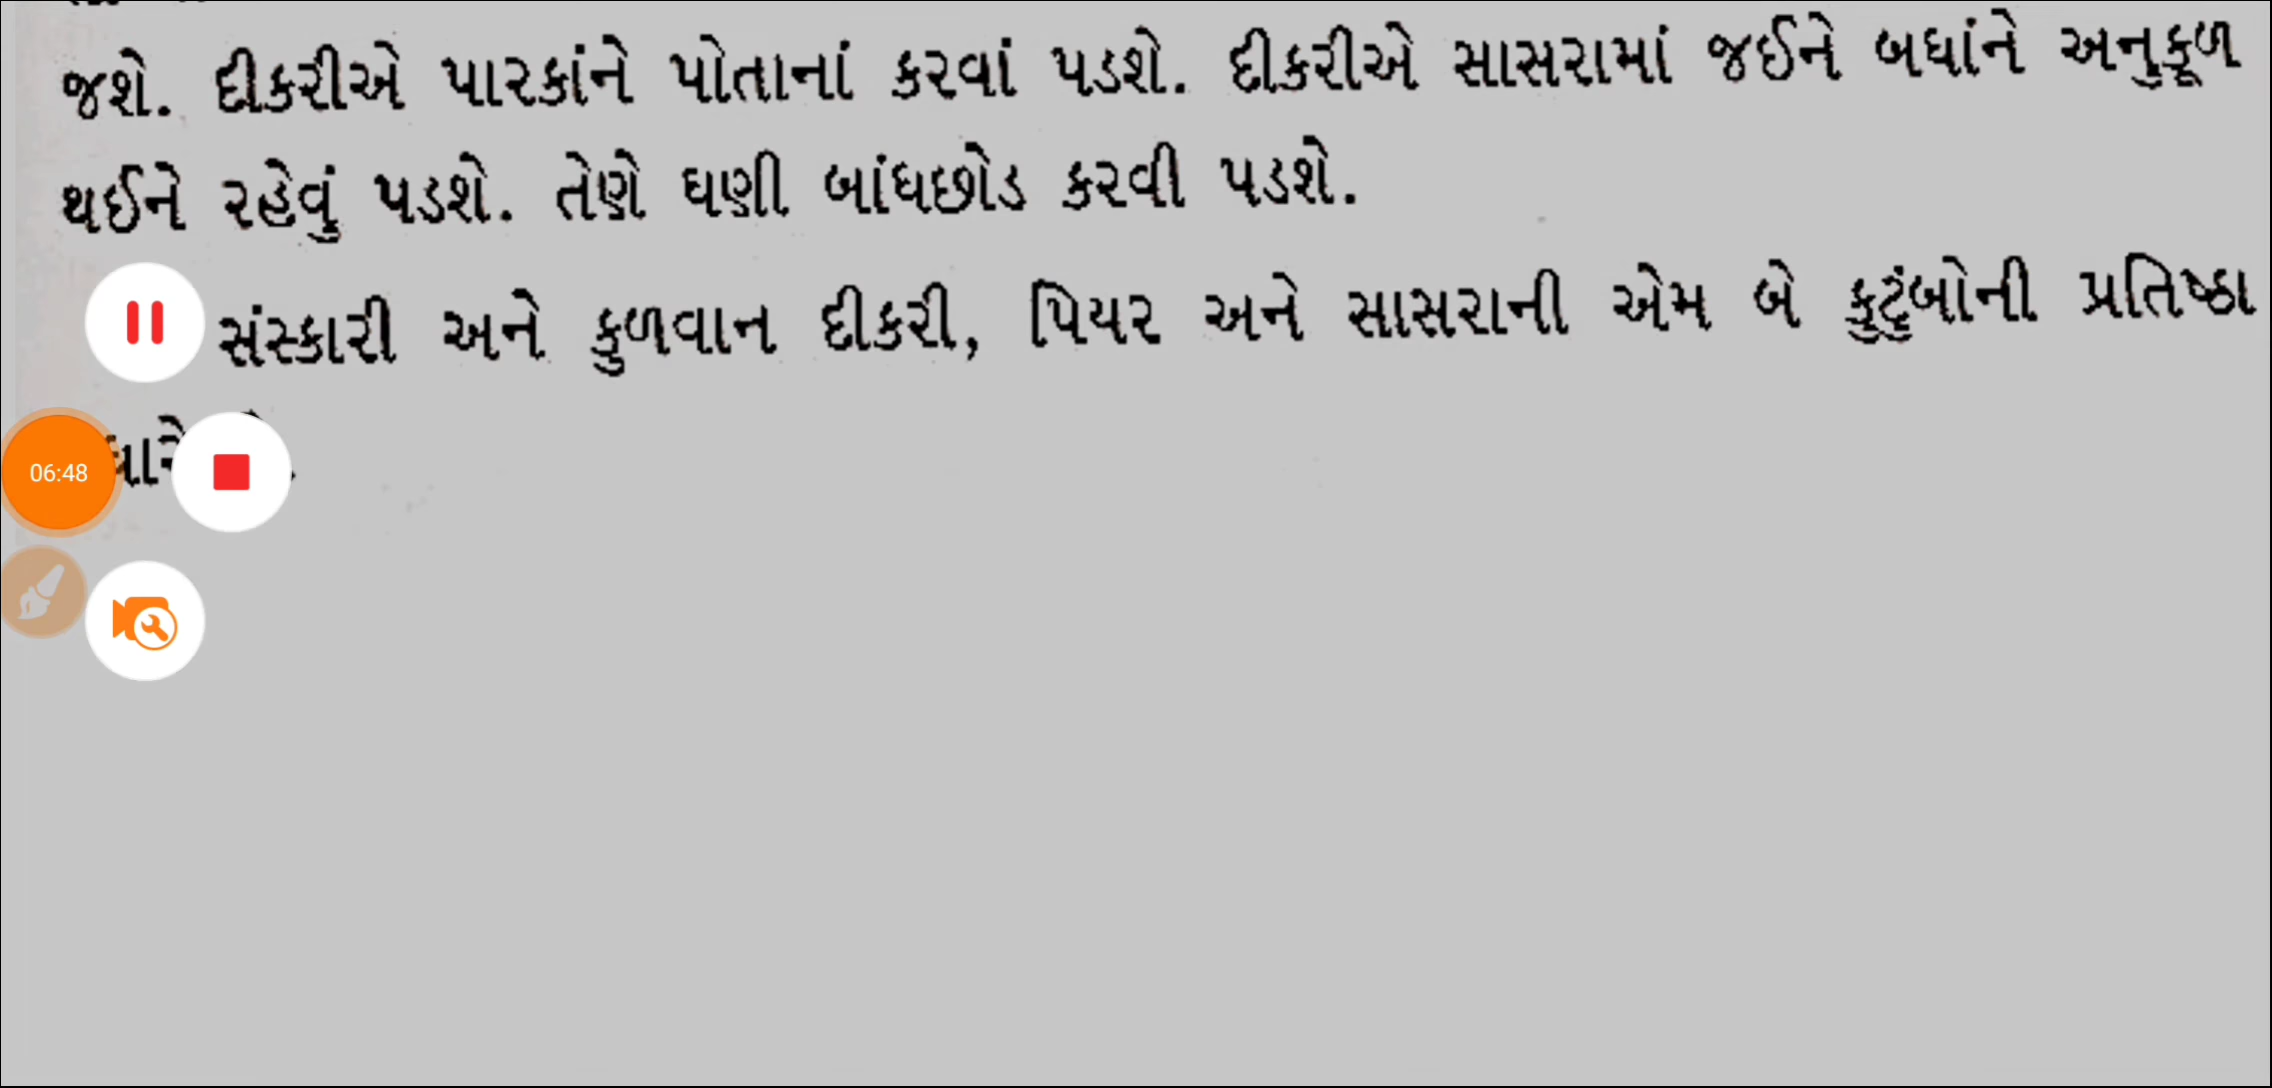 જશે. દીકરીએ પારકાંને પોતાનાં કરવાં પડશે. દીકરીએ સાસરામાં જઈને બધાંને અનુકૂળ
થઈને રહેવું પડશે. તેણે ઘણી બાંધછોડ કરવી પડશે.
સંસ્કારી અને કુળવાન દીકરી, પિયર અને સાસરાની એમ બે કુટુંબોની પ્રતિષ્ઠા
06:48